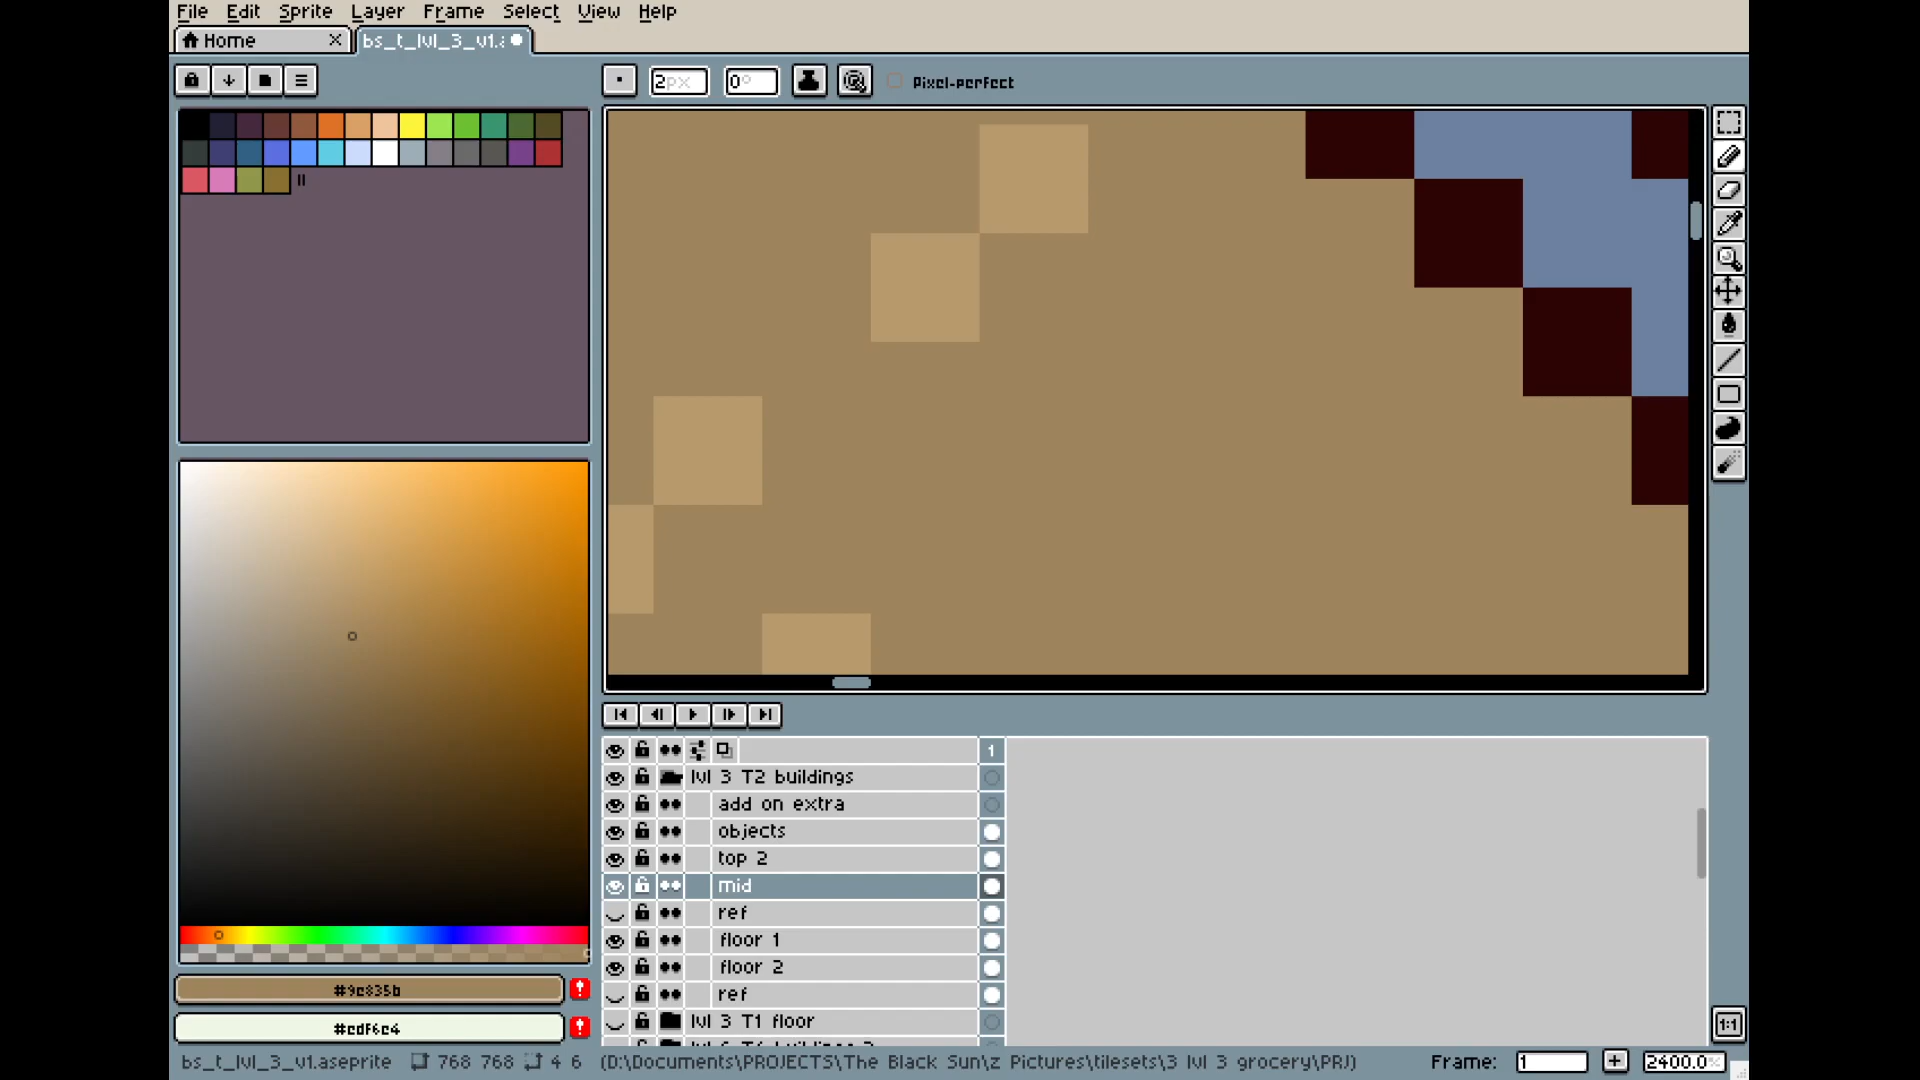 File Edit Sprite Layer Frame Select View Help
Home bs_t_lvl_3_v1.a
2px 0° Pixel-perfect
1
lvl 3 T2 buildings
add on extra
objects
top 2
mid
ref
floor 1
floor 2
ref
lvl 3 T1 floor
#9c835b
#edf6e4
1:1
bs_t_lvl_3_v1.aseprite 768 768 4 6 (D:\Documents\PROJECTS\The Black Sun\z Pictures\tilesets\3 lvl 3 grocery\PRJ) Frame: 1 2400.0%